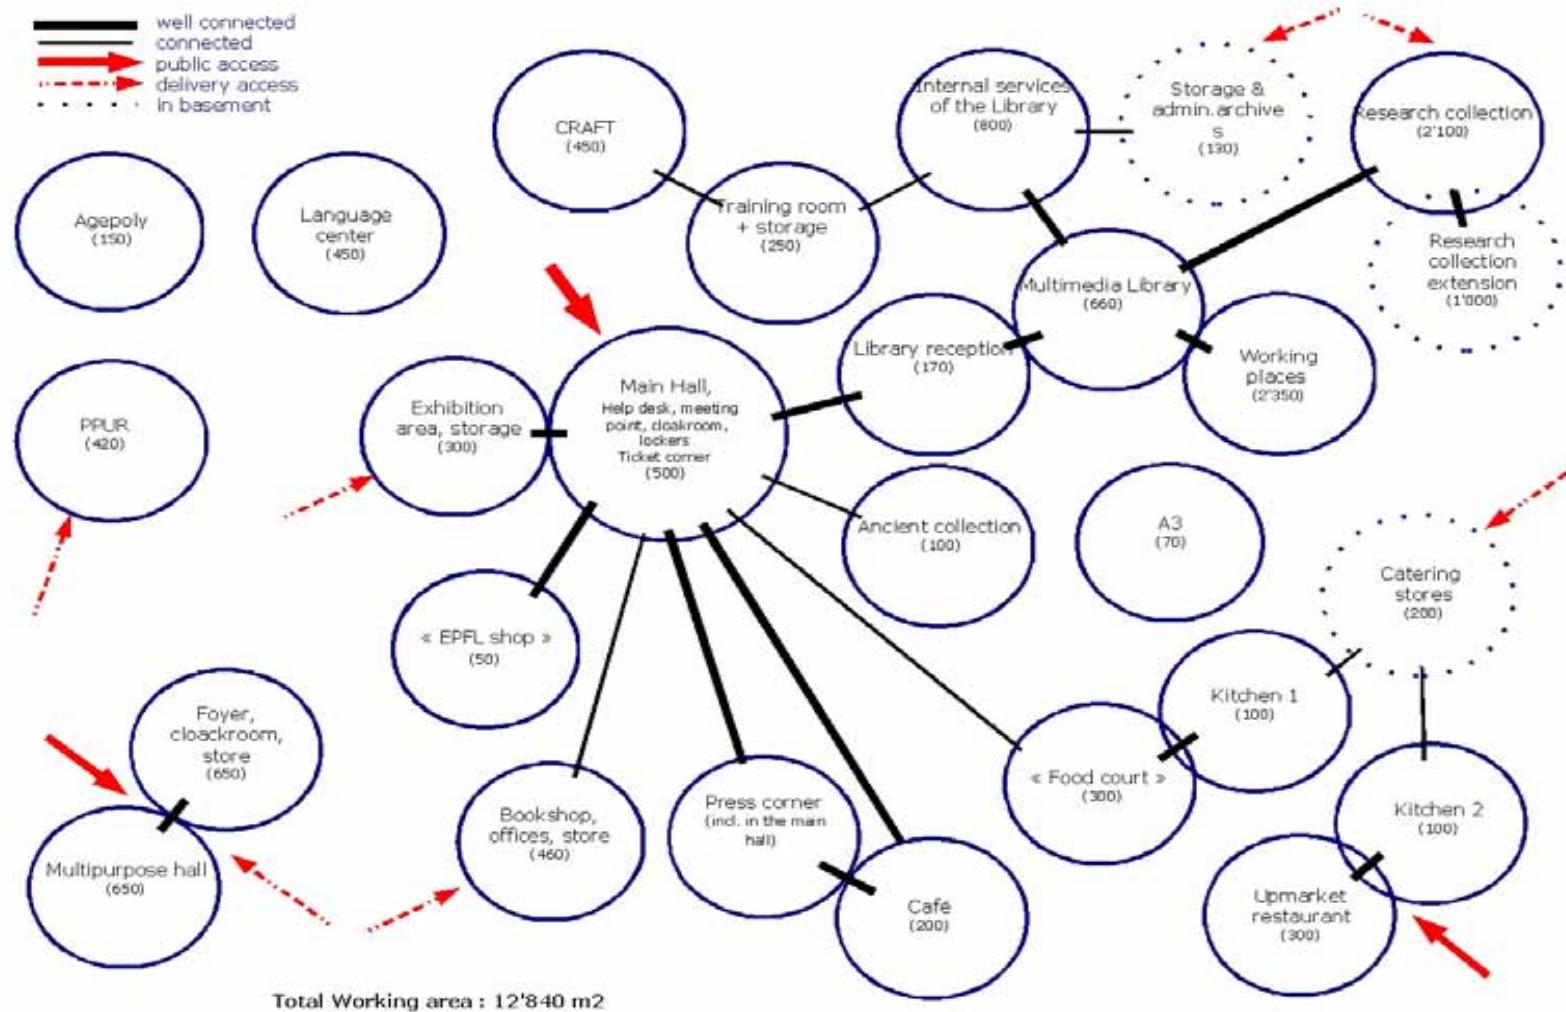 well connected
connected
public access
delivery access
in basement
CRAFT
(450)
Internal services
of the Library
(800)
Storage &
admin.archive
s
(130)
Research collection
(2'100)
Agepoly
(150)
Language
center
(450)
Training room
+ storage
(250)
Multimedia Library
(660)
Research
collection
extension
(1'000)
PPUR
(420)
Exhibition
area, storage
(300)
Main Hall,
Help desk, meeting
point, cloakroom,
lockers
Ticket corner
(500)
Library reception
(170)
Working
places
(2'350)
Ancient collection
(100)
A3
(70)
Catering
stores
(200)
« EPFL shop »
(50)
Kitchen 1
(100)
Foyer,
cloackroom,
store
(650)
« Food court »
(300)
Kitchen 2
(100)
Multipurpose hall
(650)
Bookshop,
offices, store
(460)
Press corner
(incl. in the main
hall)
Café
(200)
Upmarket
restaurant
(300)
Total Working area : 12'840 m2